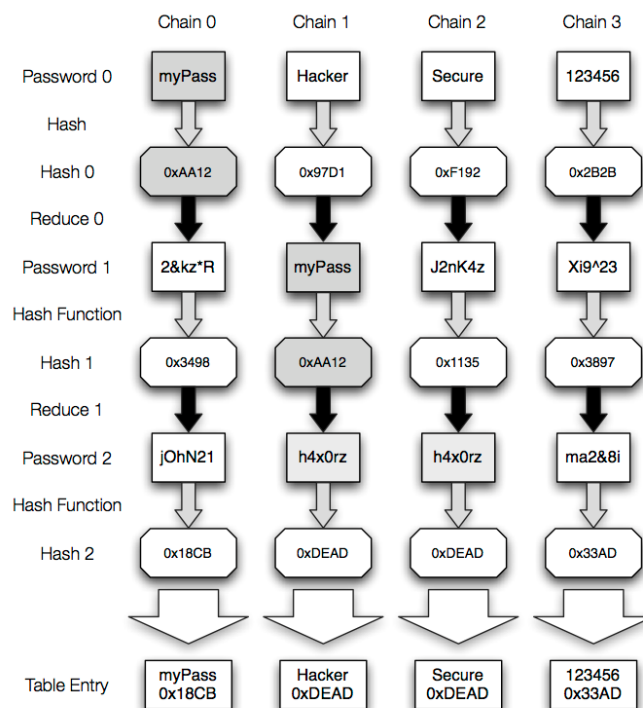 Chain 0 Chain 1 Chain 2 Chain 3
Password 0 myPass Hacker Secure 123456
Hash
Hash 0 0xAA12 0x97D1 0xF192 0x2B2B
Reduce 0
Password 1 2&kz*R myPass J2nK4z Xi9^23
Hash Function
Hash 1 0x3498 0xAA12 0x1135 0x3897
Reduce 1
Password 2 jOhN21 h4x0rz h4x0rz ma2&8i
Hash Function
Hash 2 0x18CB 0xDEAD 0xDEAD 0x33AD
Table Entry
myPass Hacker Secure 123456
0x18CB 0xDEAD 0xDEAD 0x33AD